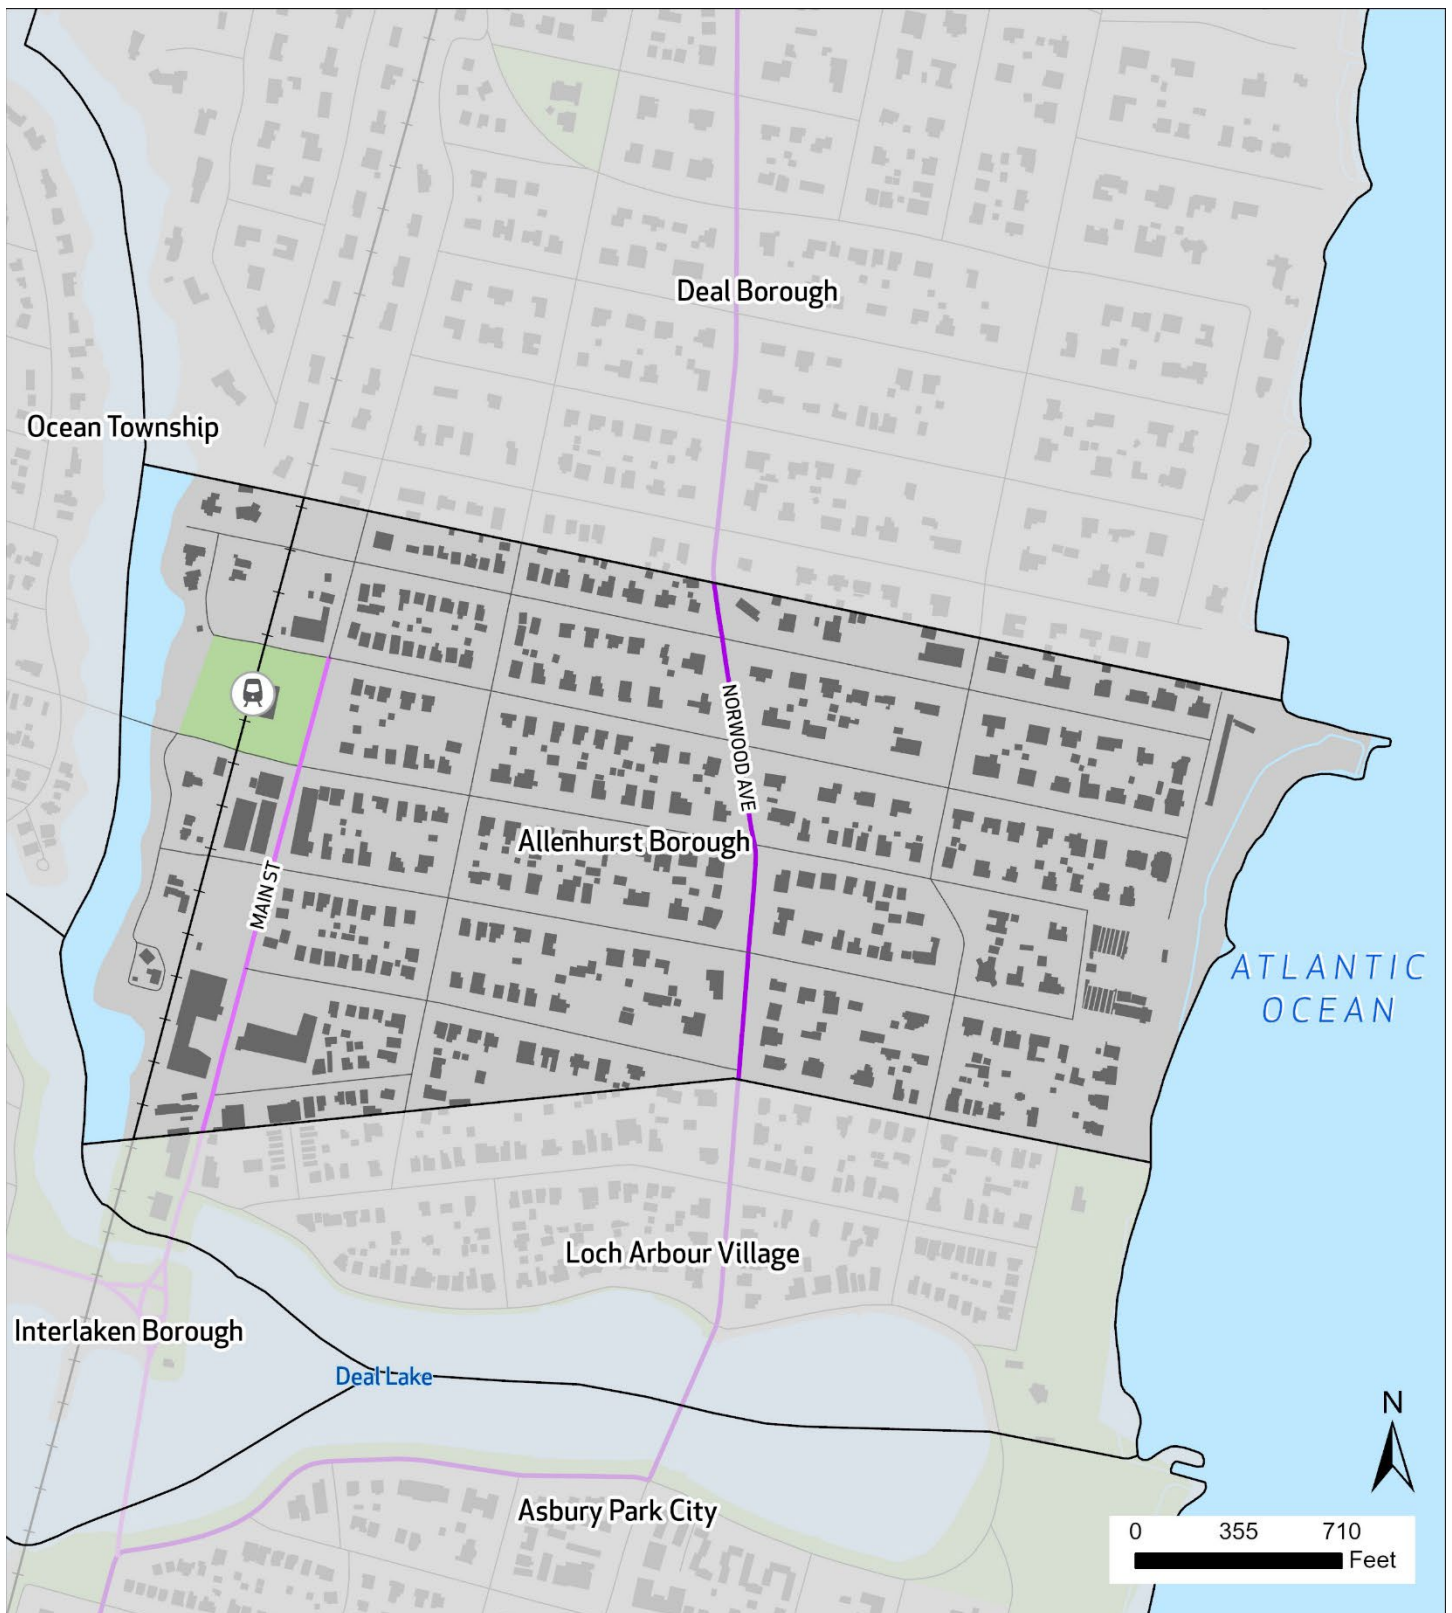 Deal Borough
Ocean Township
NORWOOD AVE
Allenhurst Borough
MAIN ST
ATLANTIC
OCEAN
Loch Arbour Village
Interlaken Borough
Deal Lake
N
Asbury Park City
0 355 710
Feet